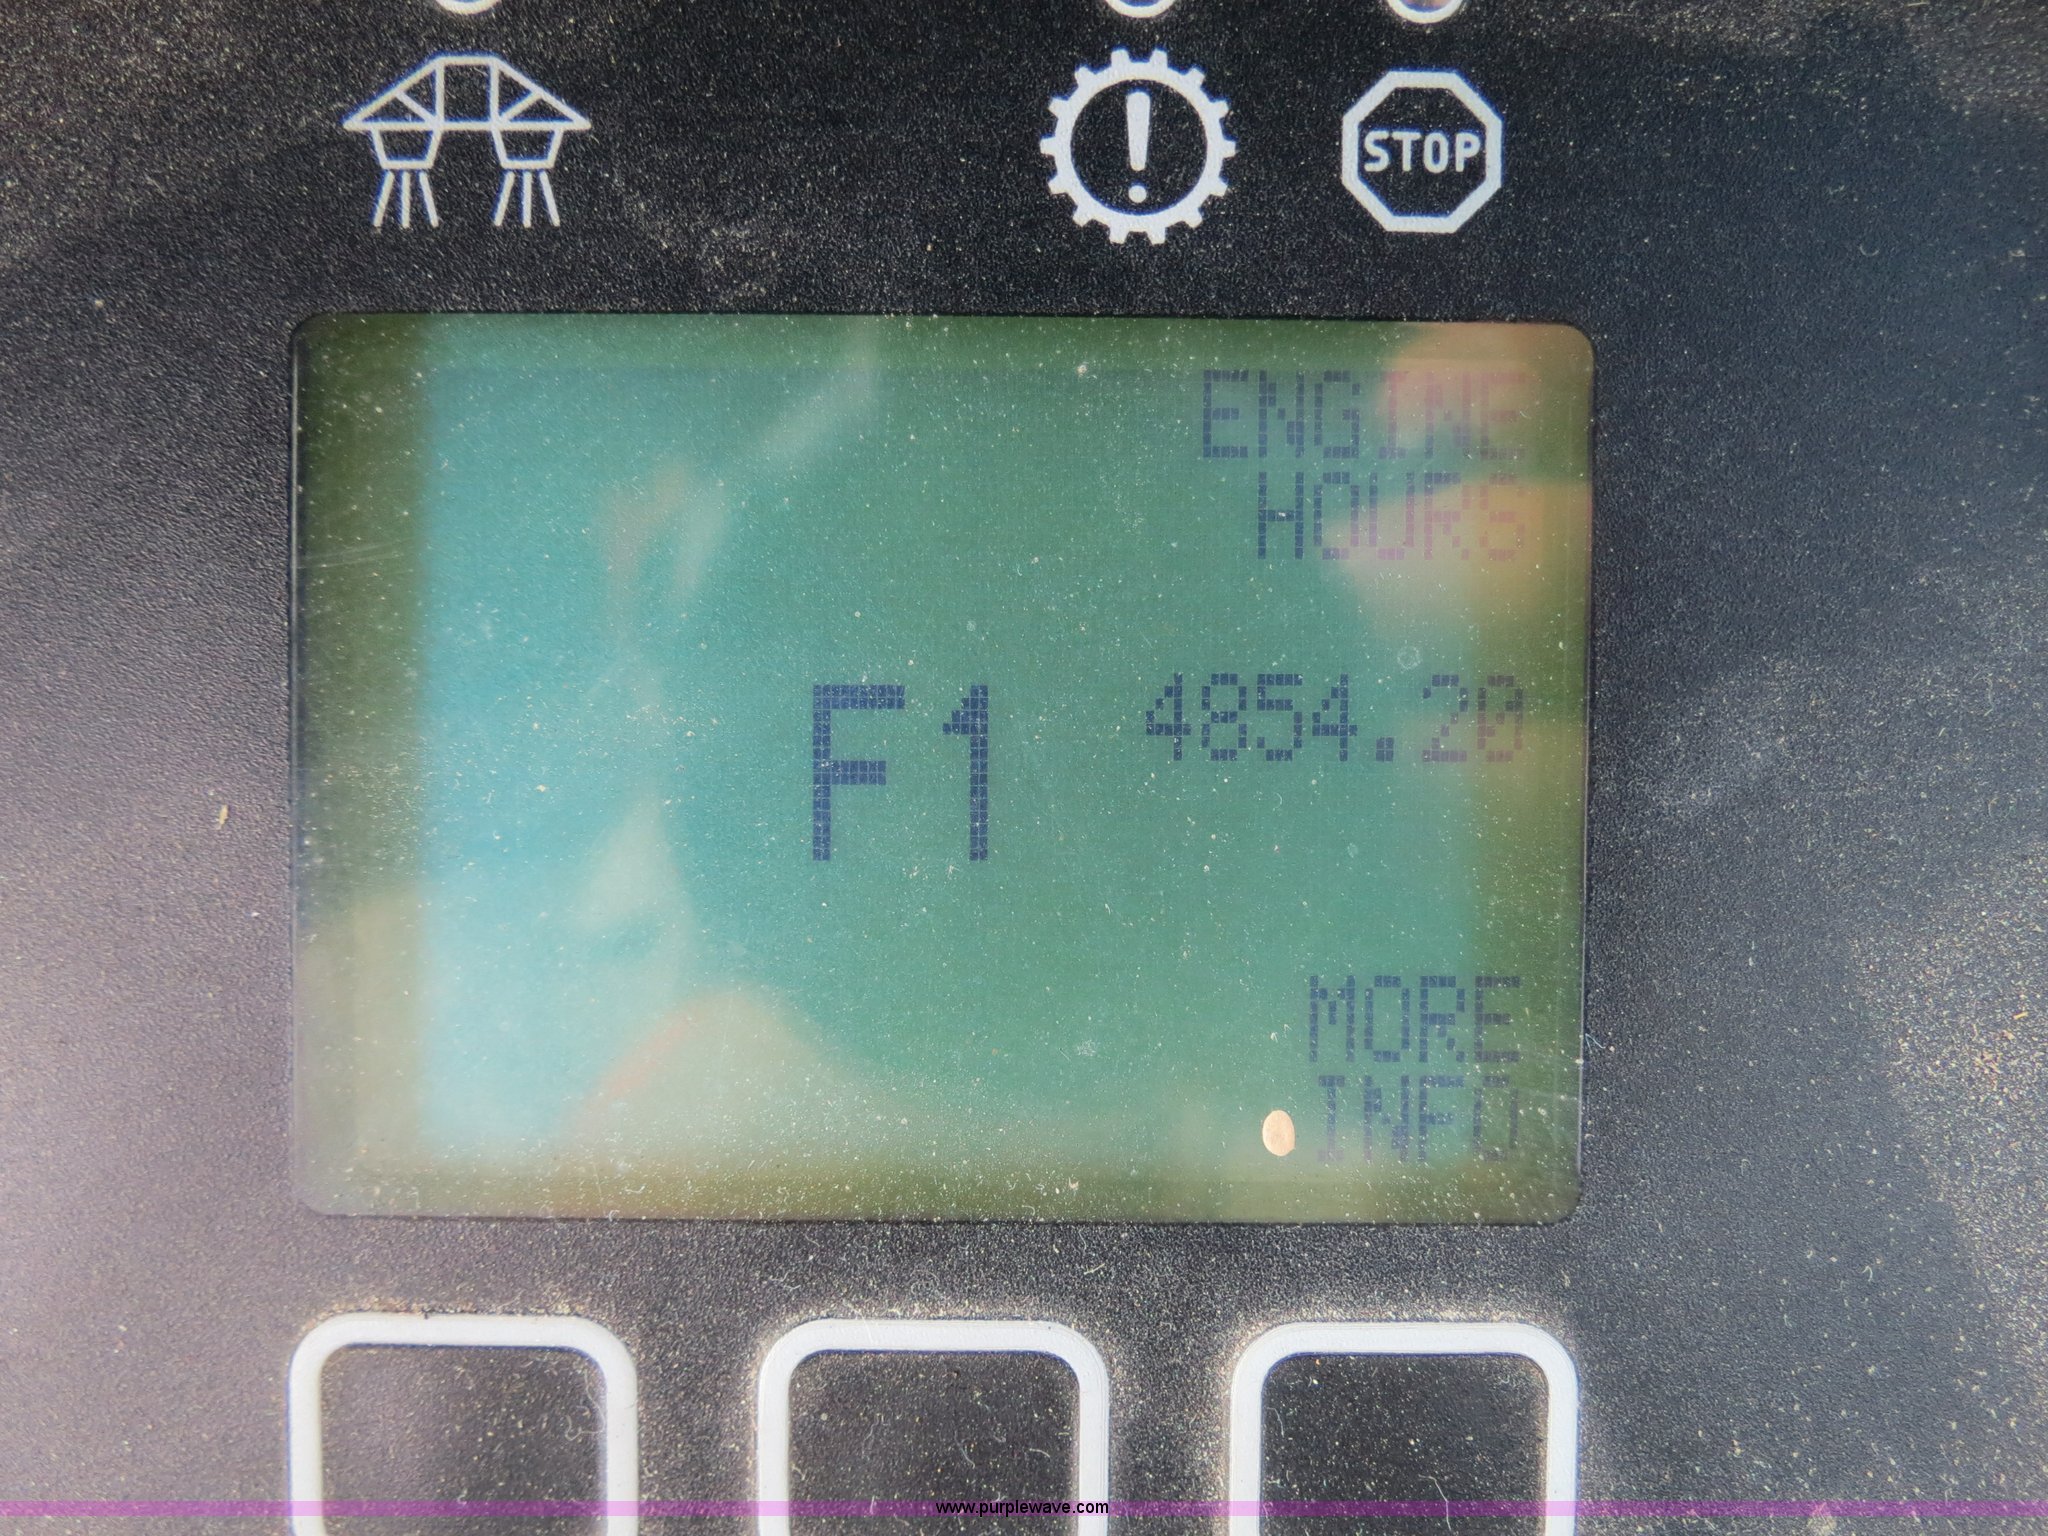 STOP
ENGINE
HOURS
F1
4854.20
MORE
INFO
www.purplewave.com